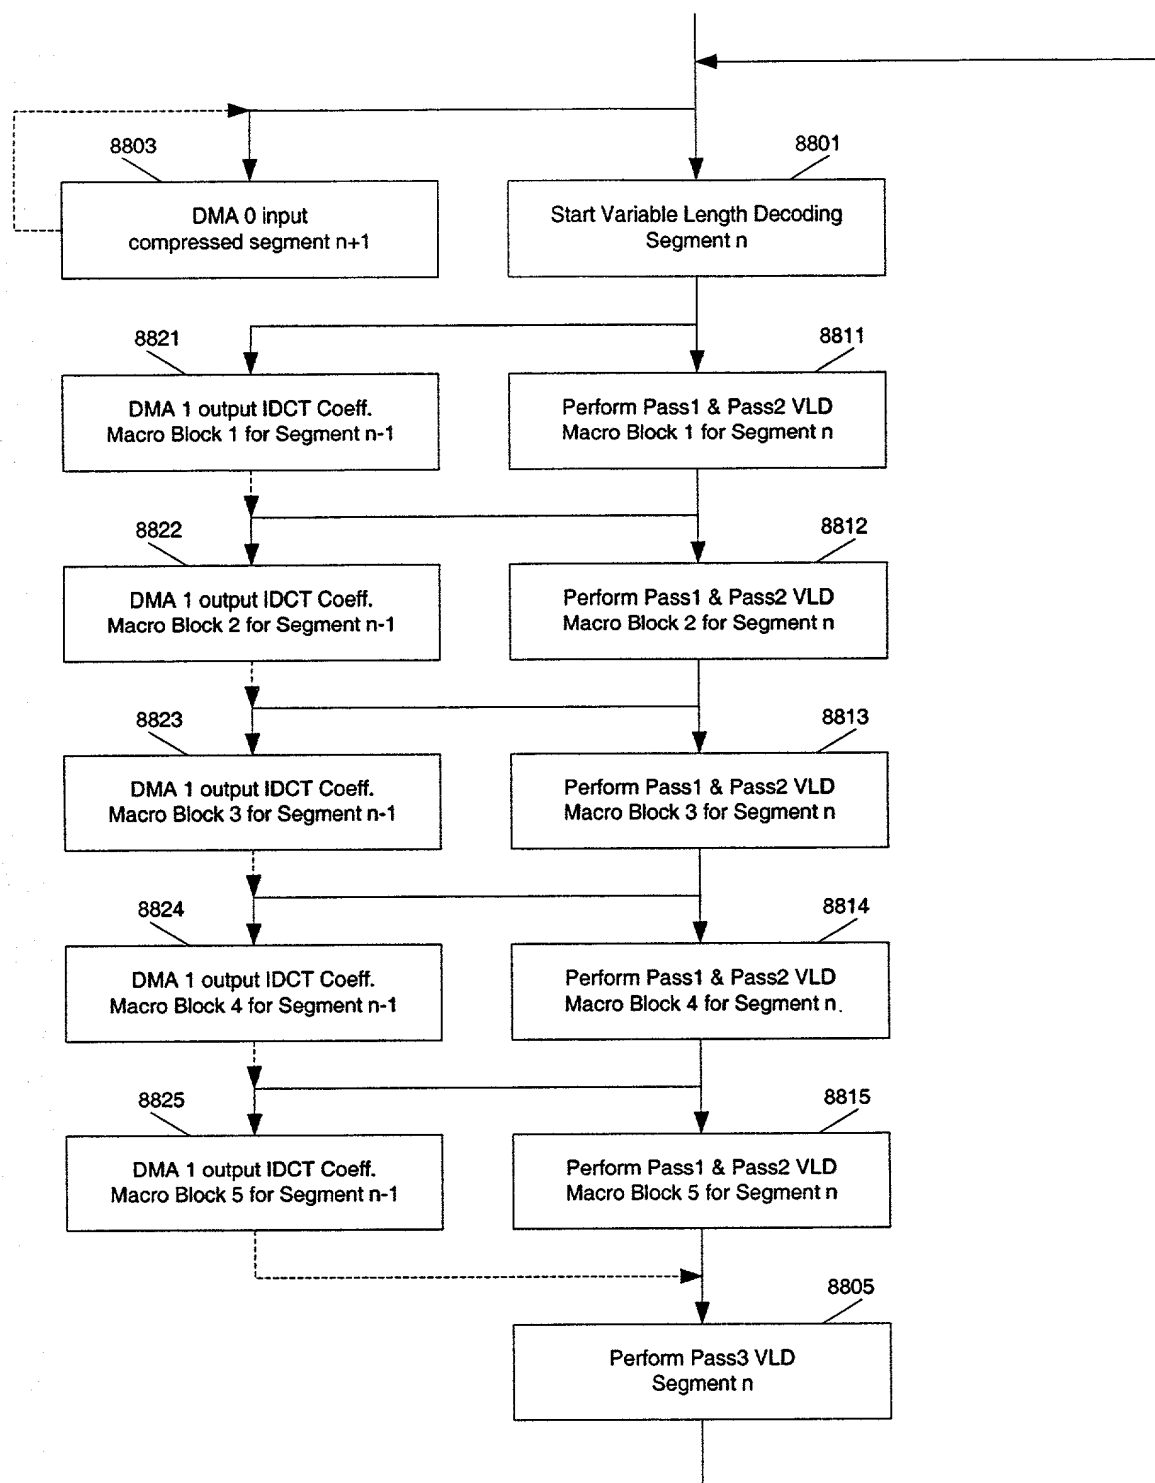 8803
DMA 0 input
compressed segment n+1
8801
Start Variable Length Decoding
Segment n
8821
DMA 1 output IDCT Coeff.
Macro Block 1 for Segment n-1
8811
Perform Pass1 & Pass2 VLD
Macro Block 1 for Segment n
8822
DMA 1 output IDCT Coeff.
Macro Block 2 for Segment n-1
8812
Perform Pass1 & Pass2 VLD
Macro Block 2 for Segment n
8823
DMA 1 output IDCT Coeff.
Macro Block 3 for Segment n-1
8813
Perform Pass1 & Pass2 VLD
Macro Block 3 for Segment n
8824
DMA 1 output IDCT Coeff.
Macro Block 4 for Segment n-1
8814
Perform Pass1 & Pass2 VLD
Macro Block 4 for Segment n.
8825
DMA 1 output IDCT Coeff.
Macro Block 5 for Segment n-1
8815
Perform Pass1 & Pass2 VLD
Macro Block 5 for Segment n
8805
Perform Pass3 VLD
Segment n